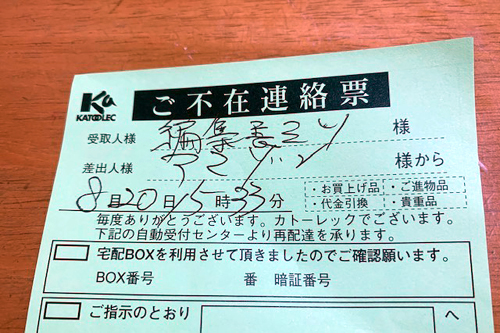 Ka
KATOLEC
ご不在連絡票
受取人様 編集長ヨリ 様
差出人様 アマゾン 様から
8月20日15時33分
・お買上げ品 ・ご進物品
・代金引換 ・貴重品
毎度ありがとうございます。カトーレックでございます。
下記の自動受付センターより再配達を承ります。
宅配BOXを利用させて頂きましたのでご確認願います。
BOX番号 番 暗証番号
ご指示のとおり へ